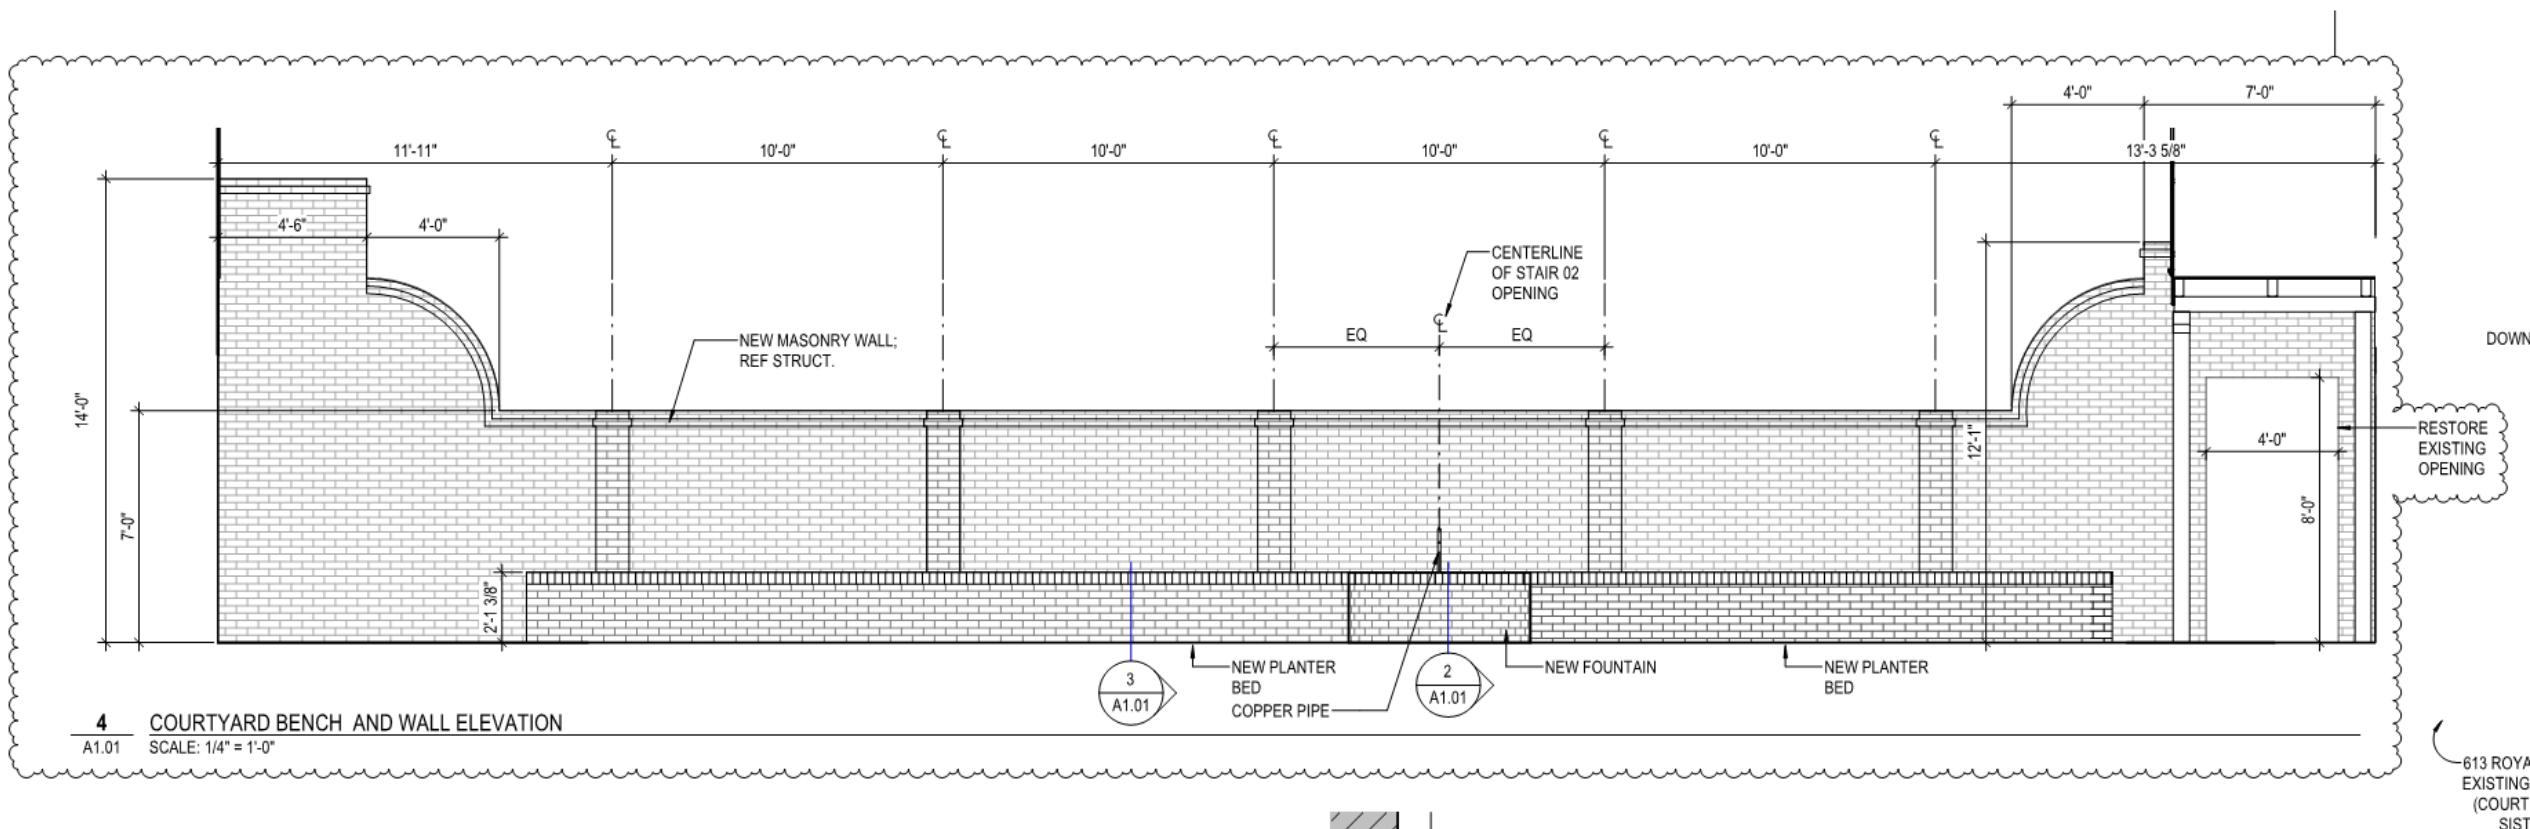 4'-0"
7'-0"
℄
℄
℄
℄
℄
11'-11"
10'-0"
10'-0"
10'-0"
10'-0"
13'-3 5/8"
4'-6"
4'-0"
CENTERLINE
OF STAIR 02
OPENING
℄
EQ
EQ
NEW MASONRY WALL;
REF STRUCT.
DOWN
14'-0"
7'-0"
2'-1 3/8"
12'-1"
4'-0"
8'-0"
RESTORE
EXISTING
OPENING
3
A1.01
NEW PLANTER
BED
COPPER PIPE
2
A1.01
NEW FOUNTAIN
NEW PLANTER
BED
4
A1.01
COURTYARD BENCH AND WALL ELEVATION
SCALE: 1/4" = 1'-0"
613 ROYA
EXISTING
(COURT
SIST